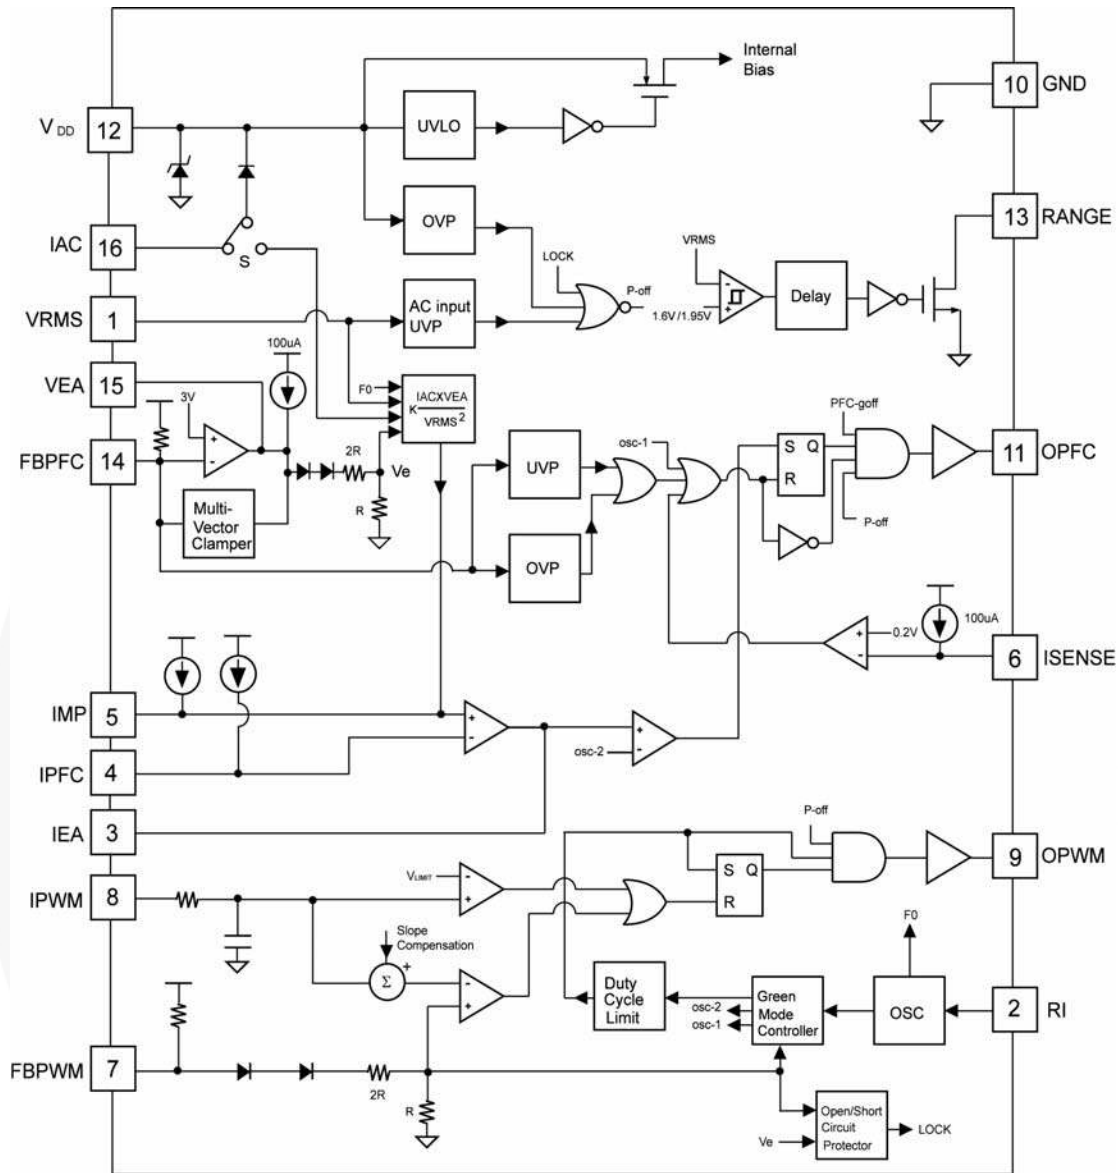 Internal
Bias
V DD
12
UVLO
10
GND
OVP
13
RANGE
IAC
16
S
LOCK
P-off
VRMS
1.6V/1.95V
Delay
VRMS
1
AC input
UVP
VEA
15
100uA
F0
K IACXVEA
VRMS 2
3V
+
-
FBPFC
14
2R
Ve
R
Multi-
Vector
Clamper
UVP
OVP
osc-1
PFC-goff
S Q
R
P-off
11
OPFC
100uA
0.2V
+
-
6
ISENSE
IMP
5
+
-
+
osc-2
-
IPFC
4
IEA
3
P-off
9
OPWM
IPWM
8
VLIMIT
-
+
S Q
R
Slope
Compensation
Σ
+
-
+
F0
Duty
Cycle
Limit
osc-2
osc-1
Green
Mode
Controller
OSC
2
RI
FBPWM
7
2R
R
Open/Short
Circuit
Protector
Ve
LOCK